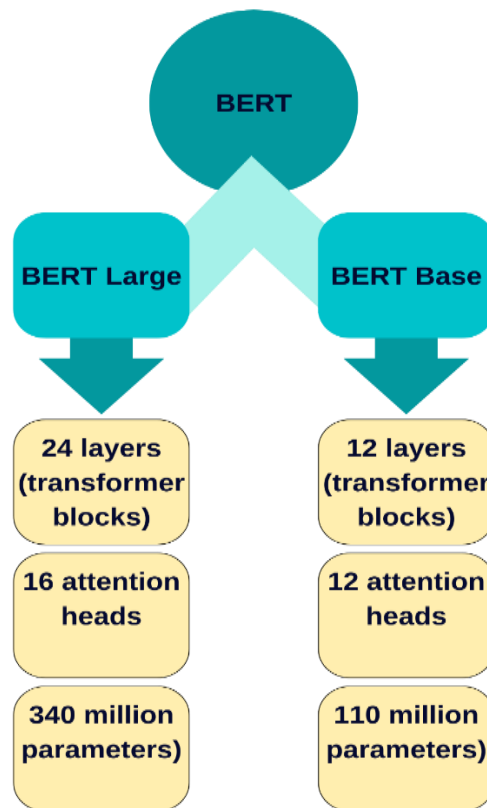 BERT
BERT Large
BERT Base
24 layers
(transformer
blocks)
12 layers
(transformer
blocks)
16 attention
heads
12 attention
heads
340 million
parameters)
110 million
parameters)